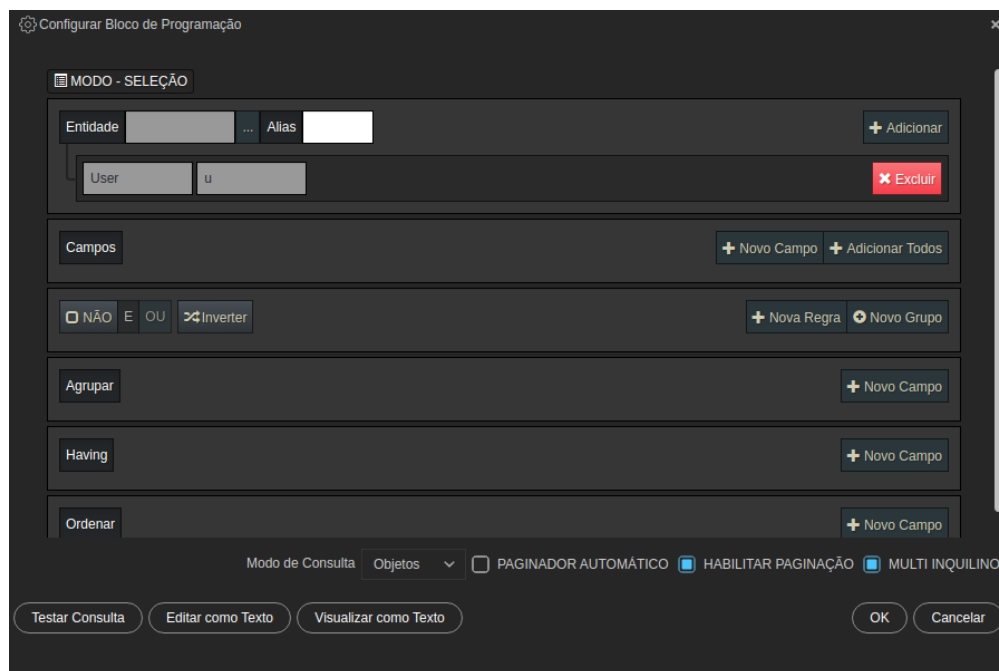 Configurar Bloco de Programação
MODO - SELEÇÃO
Entidade ... Alias Adicionar
User u Excluir
Campos Novo Campo Adicionar Todos
NÃO E OU Inverter Nova Regra Novo Grupo
Agrupar Novo Campo
Having Novo Campo
Ordenar Novo Campo
Modo de Consulta Objetos PAGINADOR AUTOMÁTICO HABILITAR PAGINAÇÃO MULTI INQUILINO
Testar Consulta Editar como Texto Visualizar como Texto OK Cancelar